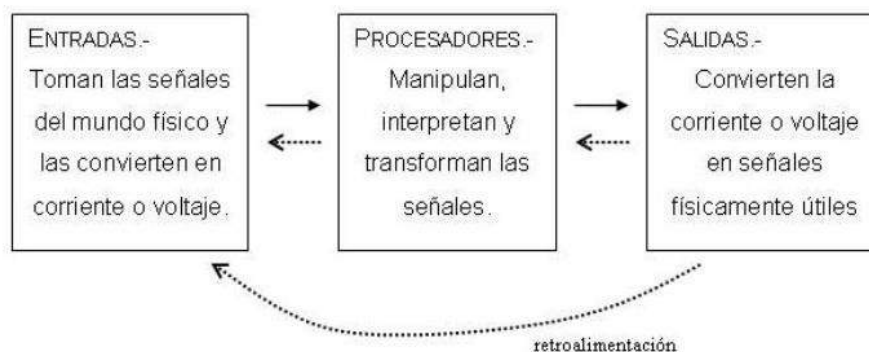 ENTRADAS.-
Toman las señales
del mundo físico y
las convierten en
corriente o voltaje.
PROCESADORES.-
Manipulan,
interpretan y
transforman las
señales.
SALIDAS.-
Convierten la
corriente o voltaje
en señales
físicamente útiles
retroalimentación